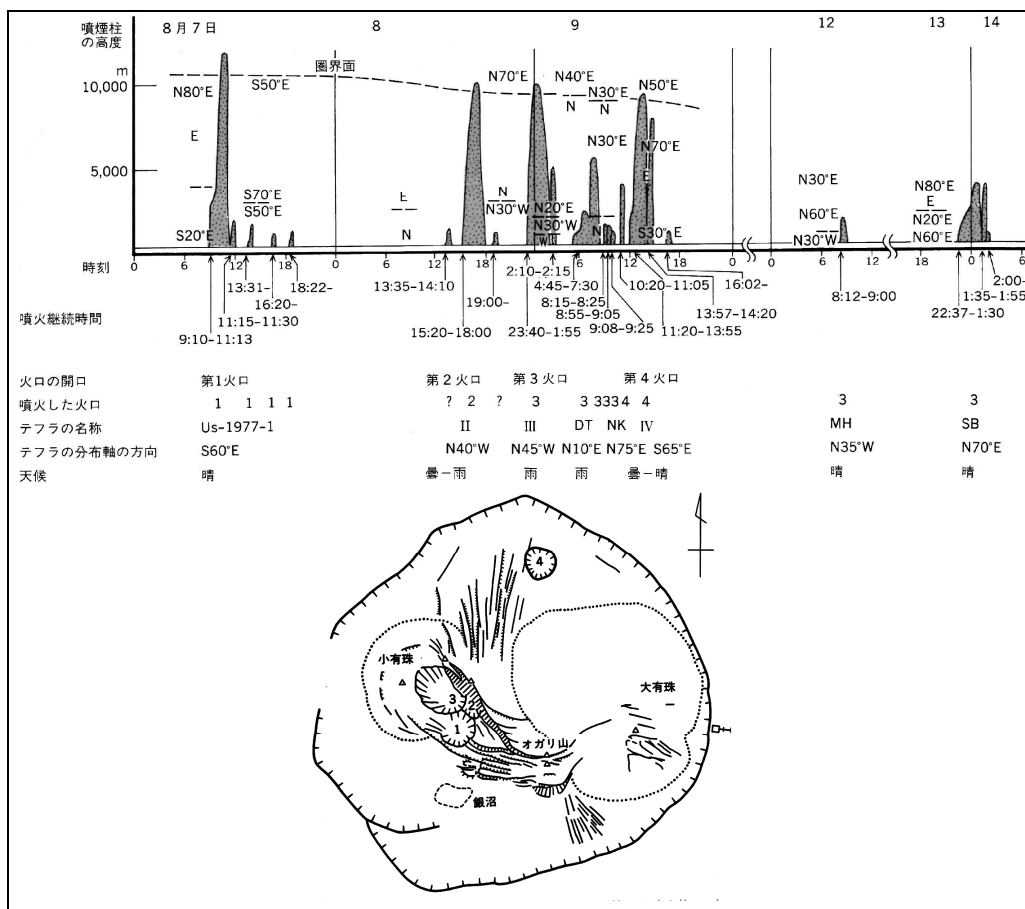 噴煙柱の高度
8月7日 8 9 12 13 14
m
10,000
5,000
圏界面
N80°E S50°E N70°E N40°E N30°E N50°E
N N
E N30°E N70°E
S70°E E N N20°E E N30°E N80°E
S50°E N30°W N30°W N60°E E
S20°E N W N S30°E N30°W N20°E
N60°E
時刻 0 6 12 18 0 6 12 18 0 6 12 18 0 0 6 12 18 0 6
噴火継続時間
9:10-11:13
11:15-11:30
13:31-
16:20-
18:22-
13:35-14:10
15:20-18:00
19:00-
23:40-1:55
2:10-2:15
4:45-7:30
8:15-8:25
8:55-9:05
9:08-9:25
10:20-11:05
11:20-13:55
13:57-14:20
16:02-
8:12-9:00
22:37-1:30
1:35-1:55
2:00-
火口の開口 第1火口 第2火口 第3火口 第4火口
噴火した火口 1 1 1 1 ? 2 ? 3 3 3 3 3 4 4 3 3
テフラの名称 Us-1977-1 II III DT NK IV MH SB
テフラの分布軸の方向 S60°E N40°W N45°W N10°E N75°E S65°E N35°W N70°E
天候 晴 曇-雨 雨 雨 曇-晴 晴 晴
4
小有珠
大有珠
3
2
1
オガリ山
銀沼